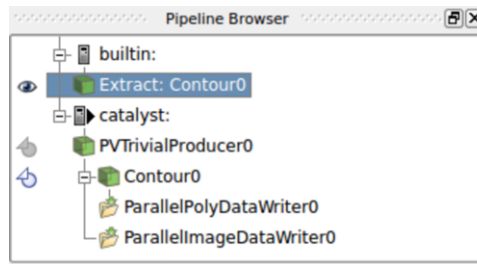 Pipeline Browser
builtin:
Extract: Contour0
catalyst:
PVTrivialProducer0
Contour0
ParallelPolyDataWriter0
ParallelImageDataWriter0